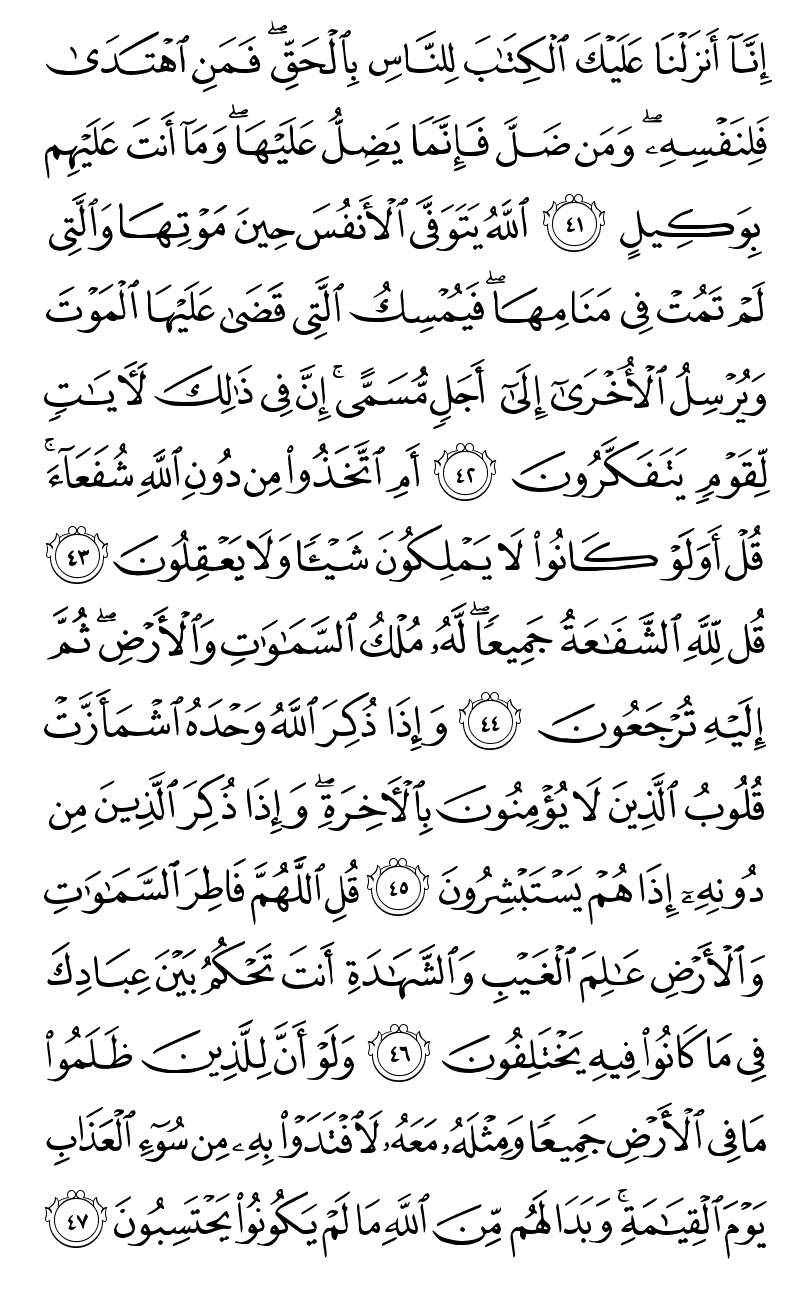 إِنَّآ أَنزَلْنَا عَلَيْكَ ٱلْكِتَـٰبَ لِلنَّاسِ بِٱلْحَقِّ ۖ فَمَنِ ٱهْتَدَىٰ
فَلِنَفْسِهِۦ ۖ وَمَن ضَلَّ فَإِنَّمَا يَضِلُّ عَلَيْهَا ۖ وَمَآ أَنتَ عَلَيْهِم
بِوَكِيلٍ ٤١ ٱللَّهُ يَتَوَفَّى ٱلْأَنفُسَ حِينَ مَوْتِهَا وَٱلَّتِى
لَمْ تَمُتْ فِى مَنَامِهَا ۖ فَيُمْسِكُ ٱلَّتِى قَضَىٰ عَلَيْهَا ٱلْمَوْتَ
وَيُرْسِلُ ٱلْأُخْرَىٰٓ إِلَىٰٓ أَجَلٍ مُّسَمًّى ۚ إِنَّ فِى ذَٰلِكَ لَـَٔايَـٰتٍ
لِّقَوْمٍ يَتَفَكَّرُونَ ٤٢ أَمِ ٱتَّخَذُوا۟ مِن دُونِ ٱللَّهِ شُفَعَآءَ ۚ
قُلْ أَوَلَوْ كَانُوا۟ لَا يَمْلِكُونَ شَيْـًٔا وَلَا يَعْقِلُونَ ٤٣
قُل لِّلَّهِ ٱلشَّفَـٰعَةُ جَمِيعًا ۖ لَّهُۥ مُلْكُ ٱلسَّمَـٰوَٰتِ وَٱلْأَرْضِ ۖ ثُمَّ
إِلَيْهِ تُرْجَعُونَ ٤٤ وَإِذَا ذُكِرَ ٱللَّهُ وَحْدَهُ ٱشْمَأَزَّتْ
قُلُوبُ ٱلَّذِينَ لَا يُؤْمِنُونَ بِٱلْـَٔاخِرَةِ ۖ وَإِذَا ذُكِرَ ٱلَّذِينَ مِن
دُونِهِۦٓ إِذَا هُمْ يَسْتَبْشِرُونَ ٤٥ قُلِ ٱللَّهُمَّ فَاطِرَ ٱلسَّمَـٰوَٰتِ
وَٱلْأَرْضِ عَـٰلِمَ ٱلْغَيْبِ وَٱلشَّهَـٰدَةِ أَنتَ تَحْكُمُ بَيْنَ عِبَادِكَ
فِى مَا كَانُوا۟ فِيهِ يَخْتَلِفُونَ ٤٦ وَلَوْ أَنَّ لِلَّذِينَ ظَلَمُوا۟
مَا فِى ٱلْأَرْضِ جَمِيعًا وَمِثْلَهُۥ مَعَهُۥ لَٱفْتَدَوْا۟ بِهِۦ مِن سُوٓءِ ٱلْعَذَابِ
يَوْمَ ٱلْقِيَـٰمَةِ ۚ وَبَدَا لَهُم مِّنَ ٱللَّهِ مَا لَمْ يَكُونُوا۟ يَحْتَسِبُونَ ٤٧